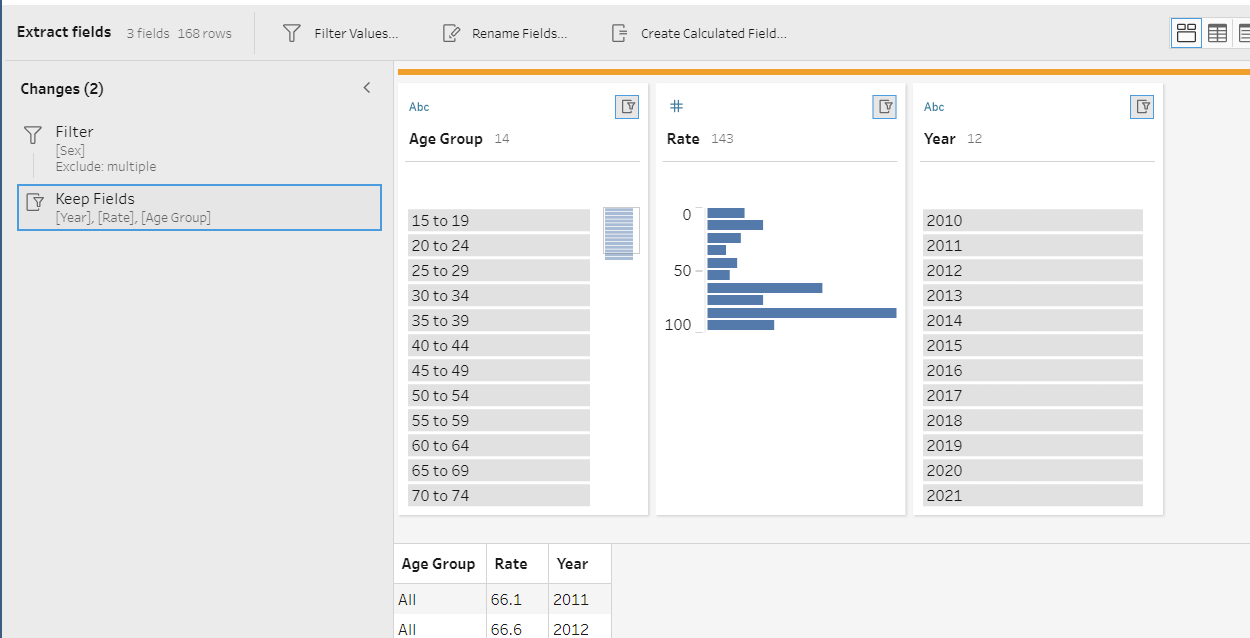 Extract fields 3 fields 168 rows Filter Values... Rename Fields... Create Calculated Field...
Changes (2)
Filter
[Sex]
Exclude: multiple
Keep Fields
[Year], [Rate], [Age Group]
Abc
Age Group 14
15 to 19
20 to 24
25 to 29
30 to 34
35 to 39
40 to 44
45 to 49
50 to 54
55 to 59
60 to 64
65 to 69
70 to 74
#
Rate 143
0
50
100
Abc
Year 12
2010
2011
2012
2013
2014
2015
2016
2017
2018
2019
2020
2021
Age Group Rate Year
All 66.1 2011
All 66.6 2012